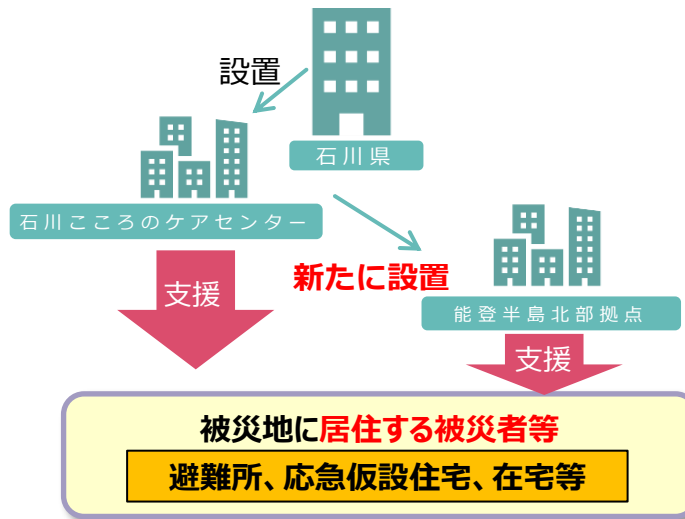 設置
石川県
石川こころのケアセンター
新たに設置
支援
能登半島北部拠点
支援
被災地に居住する被災者等
避難所、応急仮設住宅、在宅等